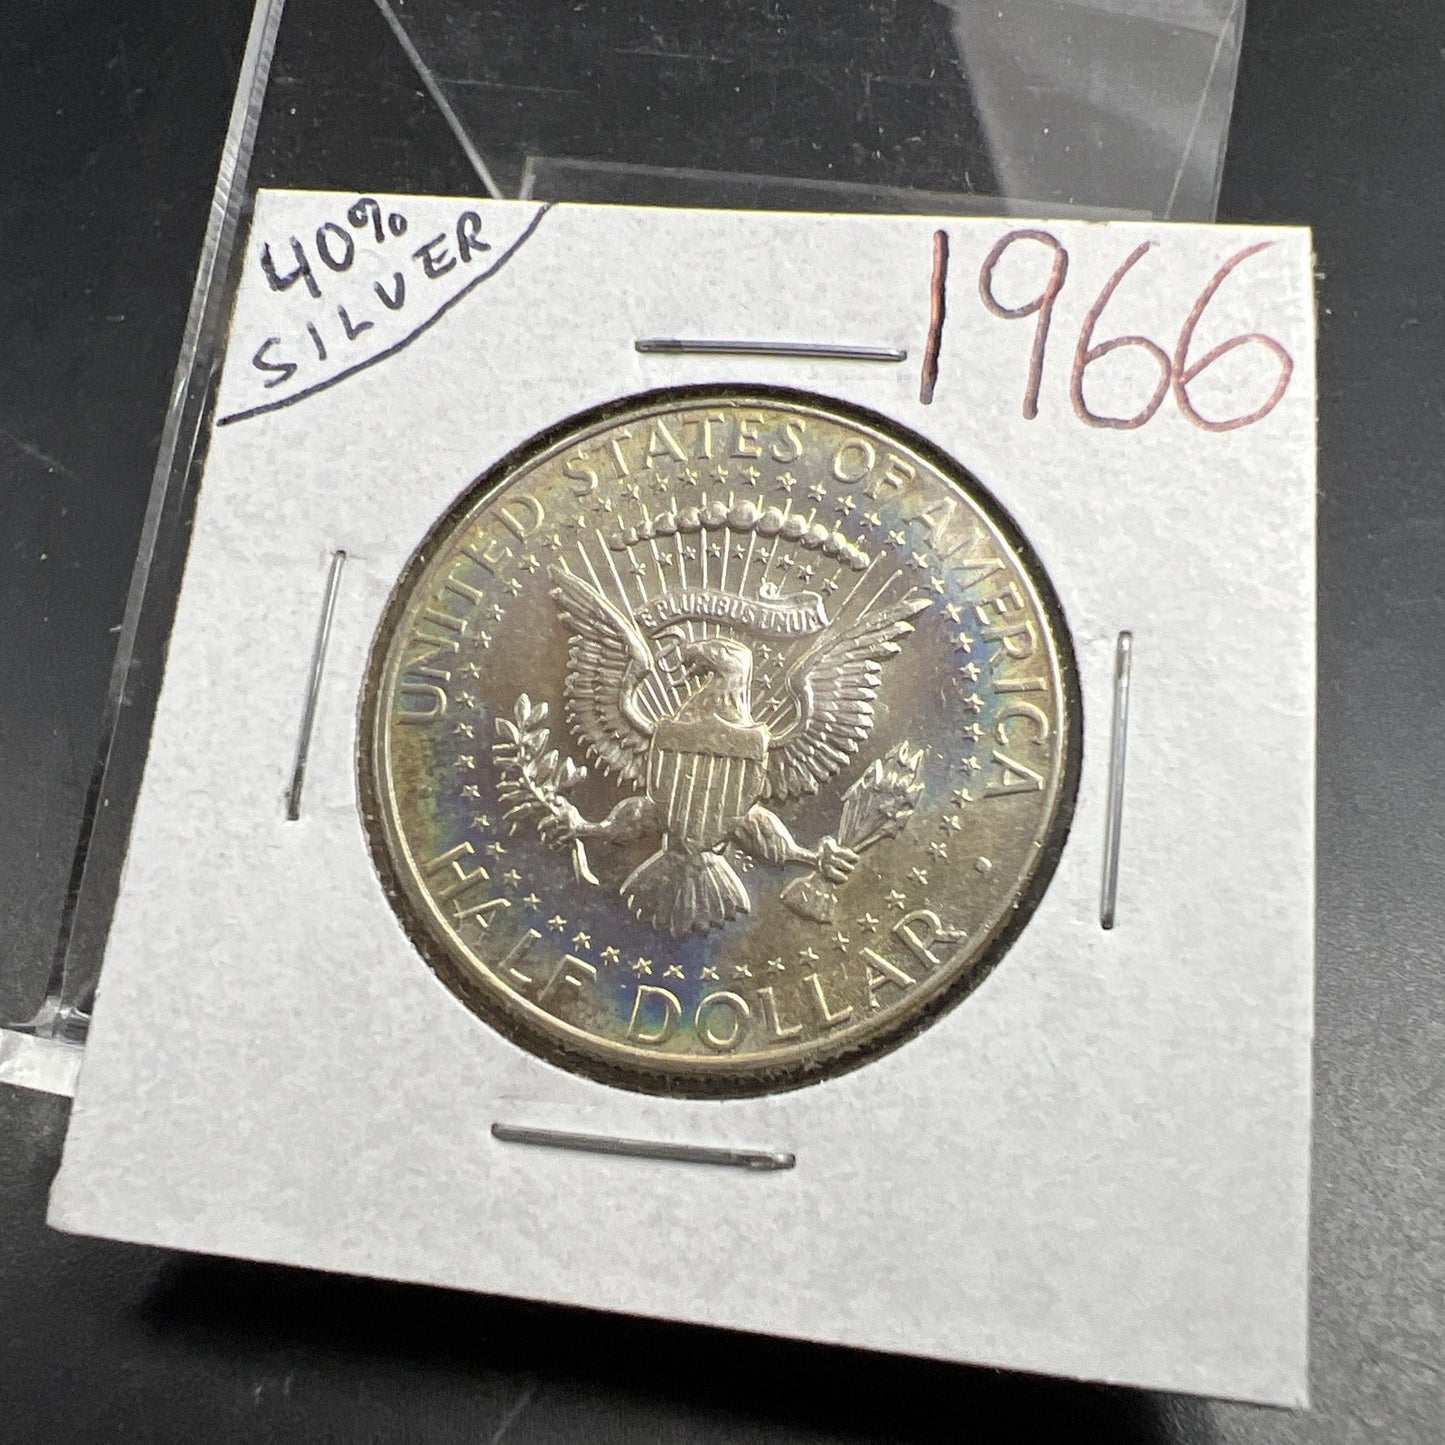 40%
SILVER
1966
UNITED STATES OF AMERICA
E PLURIBUS UNUM
HALF DOLLAR